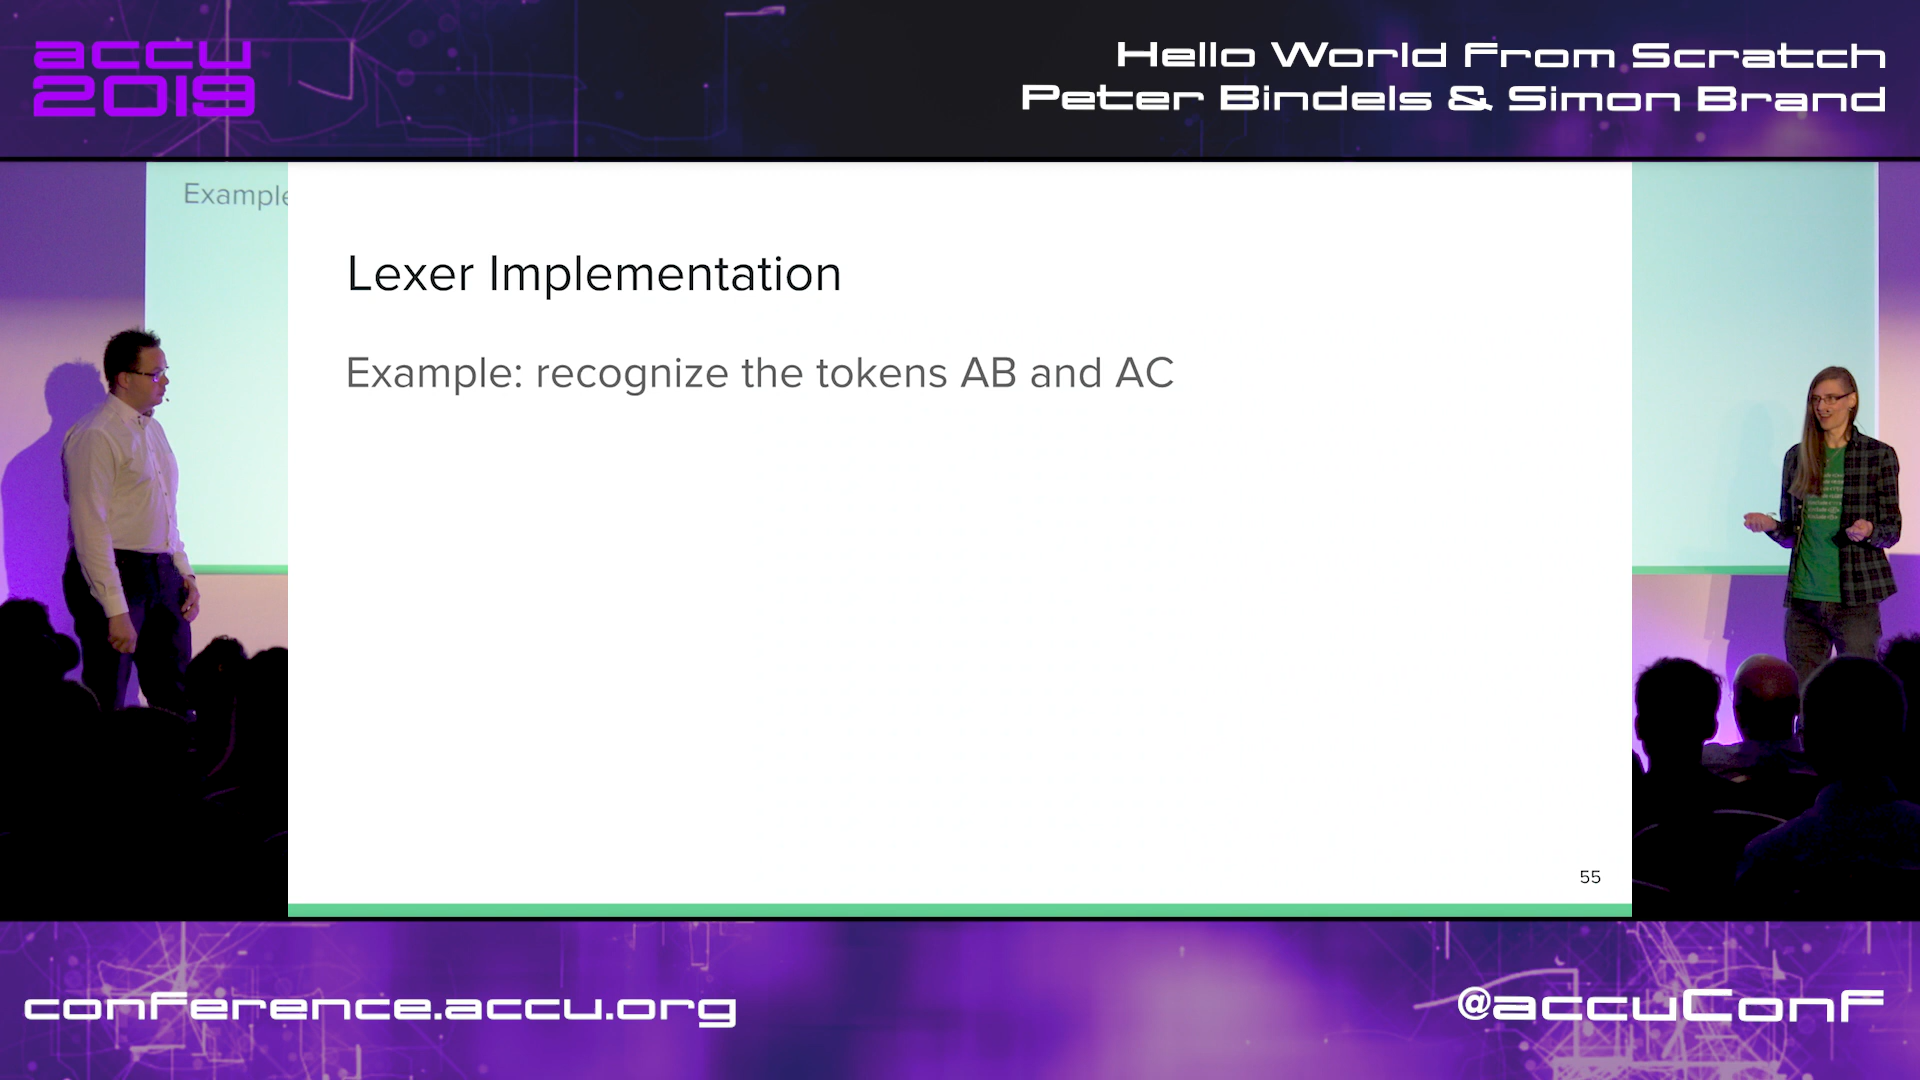 accu
2019
Hello World From Scratch
Peter Bindels & Simon Brand
Example
Lexer Implementation
Example: recognize the tokens AB and AC
55
conference.accu.org
@accuConf